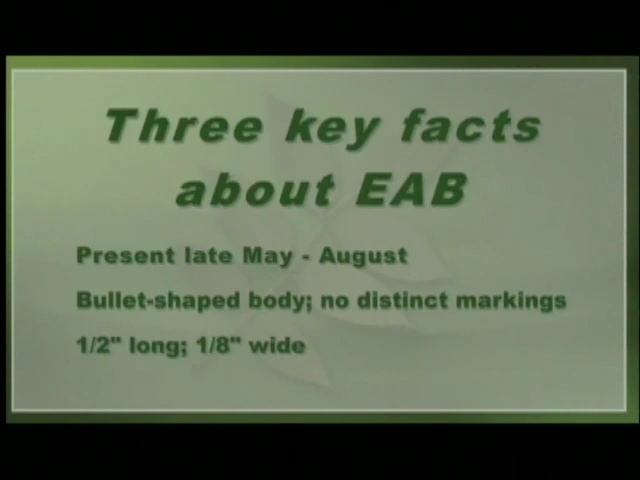 Three key facts
about EAB
Present late May - August
Bullet-shaped body; no distinct markings
1/2" long; 1/8" wide